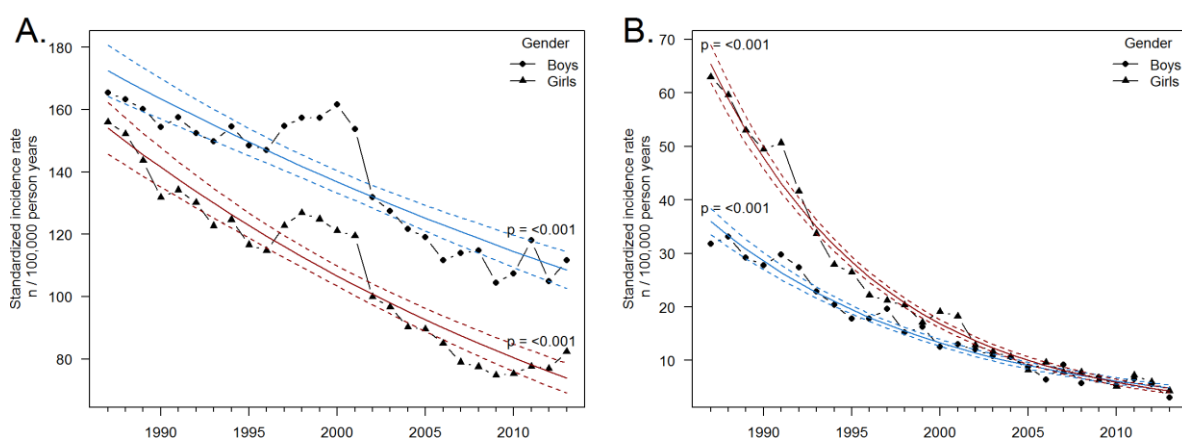 A.
Standardized incidence rate
n / 100,000 person years
180
160
140
120
100
80
Gender
Boys
Girls
p = <0.001
p = <0.001
1990 1995 2000 2005 2010
B.
Standardized incidence rate
n / 100,000 person years
70
60
50
40
30
20
10
p = <0.001
p = <0.001
Gender
Boys
Girls
1990 1995 2000 2005 2010